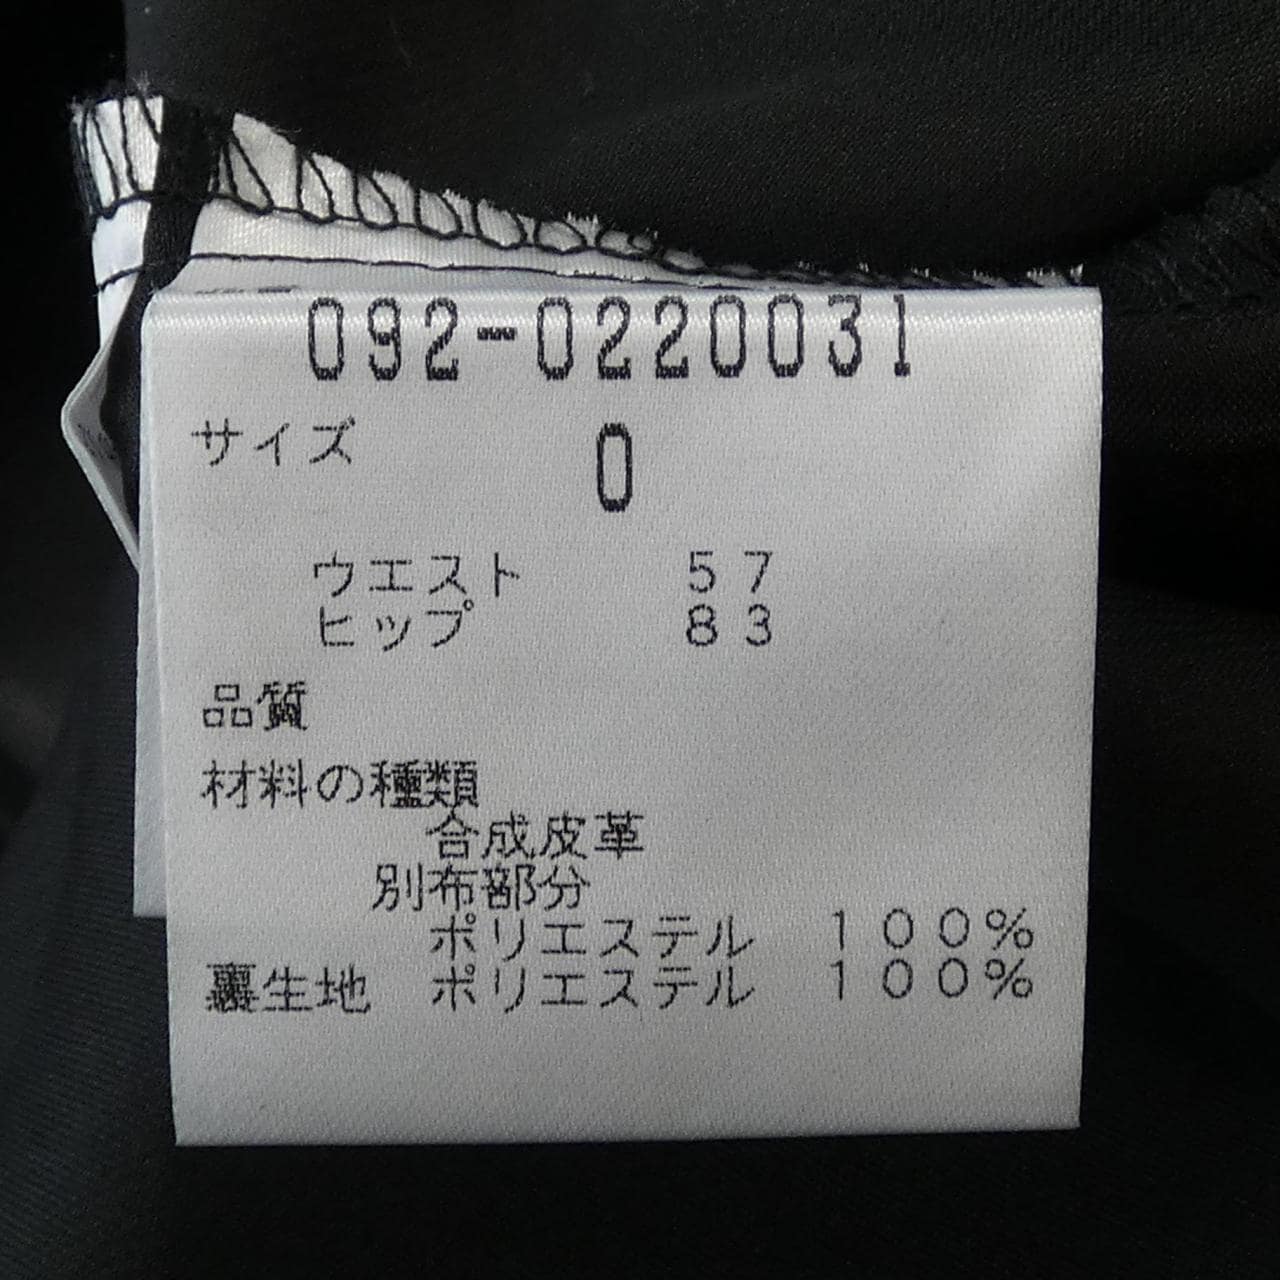 092-0220031
サイズ 0
ウエスト 57
ヒップ 83
品質
材料の種類
合成皮革
別布部分
ポリエステル 100%
裏生地 ポリエステル 100%